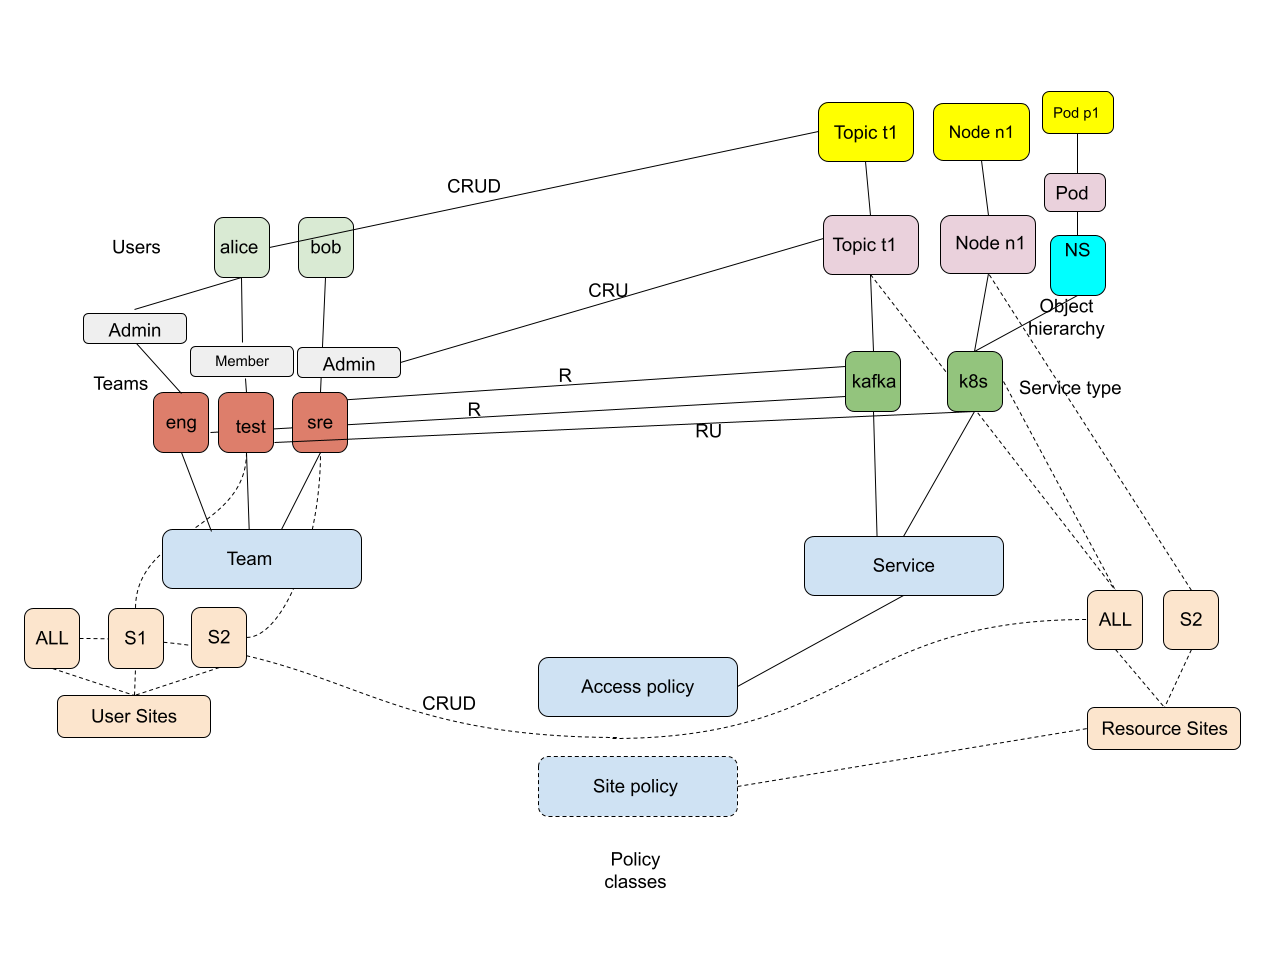 Pod p1
Topic t1
Node n1
CRUD
Pod
Users
alice
bob
Topic t1
Node n1
NS
CRU
Object
hierarchy
Admin
Member
Admin
Teams
R
kafka
k8s
Service type
eng
test
sre
R
RU
Team
Service
ALL
S1
S2
ALL
S2
Access policy
CRUD
User Sites
Resource Sites
Site policy
Policy
classes